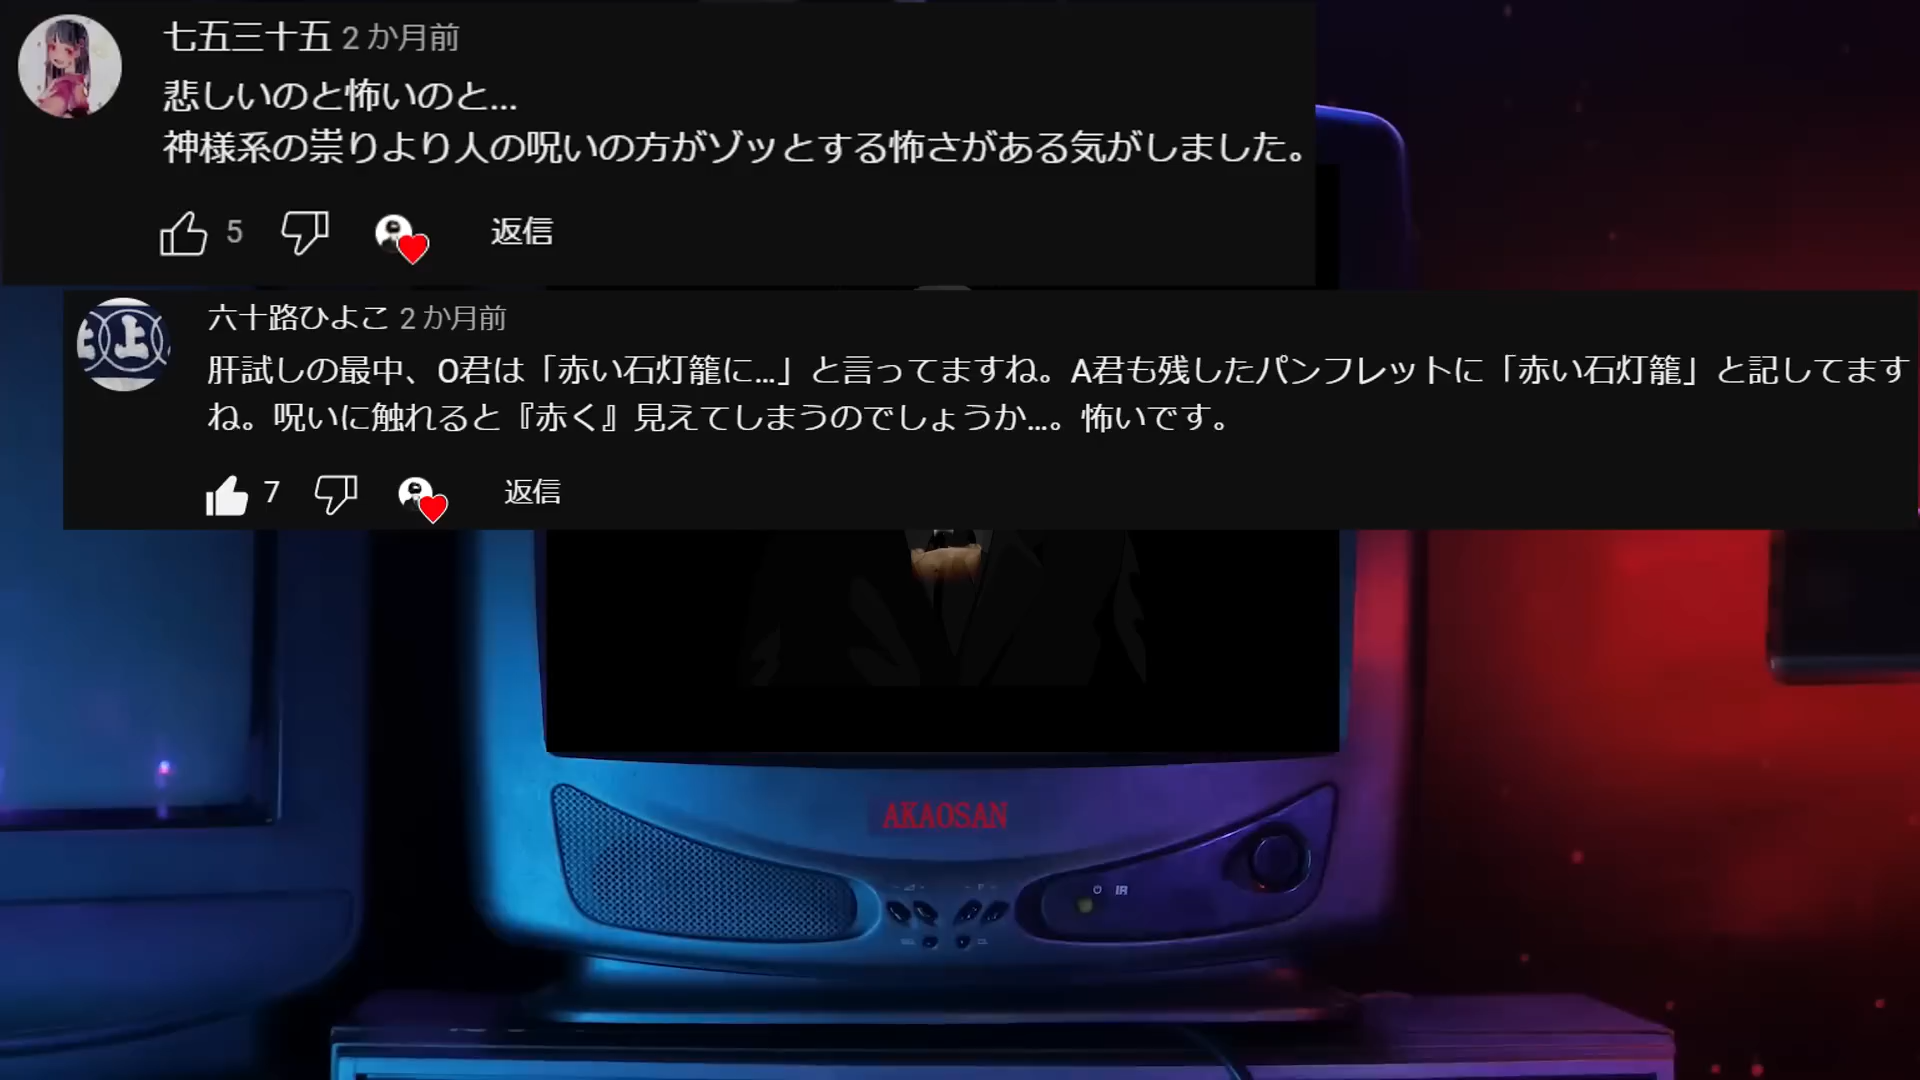 七五三十五 2 か月前
悲しいのと怖いのと...
神様系の祟りより人の呪いの方がゾッとする怖さがある気がしました。
5
返信
六十路ひよこ 2 か月前
肝試しの最中、O君は「赤い石灯籠に...」と言ってますね。A君も残したパンフレットに「赤い石灯籠」と記してます
ね。呪いに触れると『赤く』見えてしまうのでしょうか...。怖いです。
7
返信
上
AKAOSAN
IR